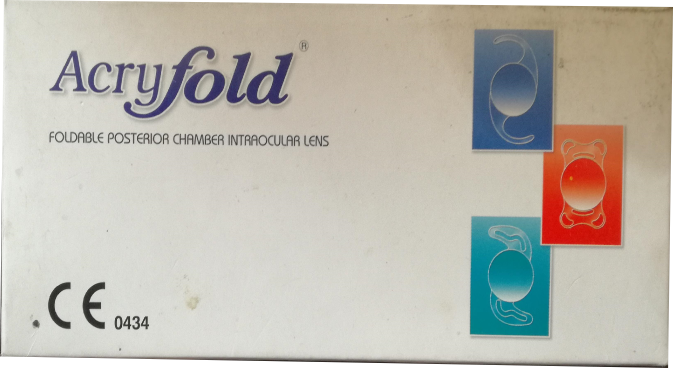 Acryfold®
FOLDABLE POSTERIOR CHAMBER INTRAOCULAR LENS
CE 0434